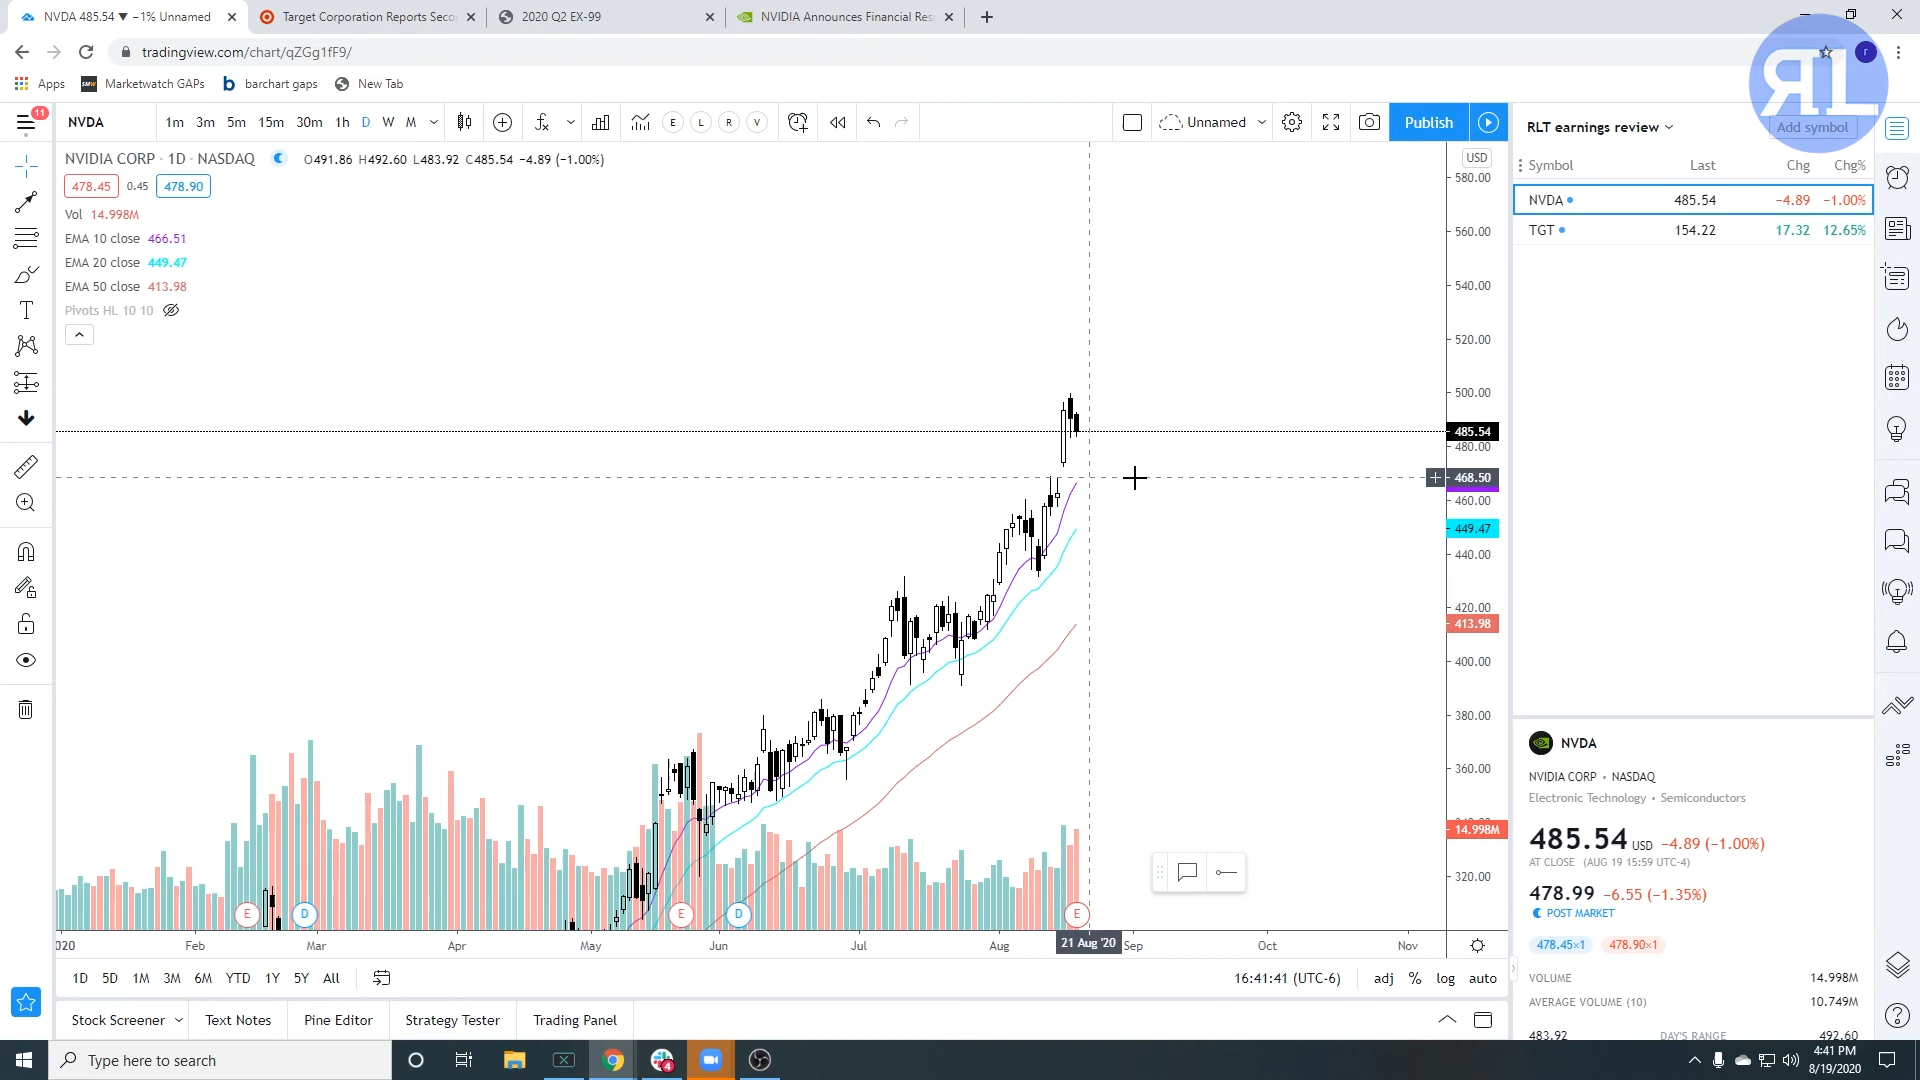 NVDA 485.54 ▼ −1% Unnamed
Target Corporation Reports Seco
2020 Q2 EX-99
NVIDIA Announces Financial Res
tradingview.com/chart/qZGg1fF9/
r
Apps
SMW Marketwatch GAPs
b barchart gaps
New Tab
RL
11
NVDA
1m 3m 5m 15m 30m 1h D W M
E L R V
Unnamed
Publish
RLT earnings review
Add symbol
NVIDIA CORP · 1D · NASDAQ
O491.86 H492.60 L483.92 C485.54 −4.89 (−1.00%)
USD
Symbol Last Chg Chg%
478.45 0.45 478.90
NVDA 485.54 −4.89 −1.00%
Vol 14.998M
TGT 154.22 17.32 12.65%
EMA 10 close 466.51
EMA 20 close 449.47
EMA 50 close 413.98
Pivots HL 10 10
580.00
560.00
540.00
520.00
500.00
485.54
480.00
468.50
460.00
449.47
440.00
420.00
413.98
400.00
380.00
360.00
14.998M
320.00
E D E D E
020 Feb Mar Apr May Jun Jul Aug 21 Aug '20 Sep Oct Nov
NVDA
NVIDIA CORP • NASDAQ
Electronic Technology • Semiconductors
485.54 USD −4.89 (−1.00%)
AT CLOSE (AUG 19 15:59 UTC-4)
478.99 −6.55 (−1.35%)
POST MARKET
478.45×1 478.90×1
VOLUME 14.998M
AVERAGE VOLUME (10) 10.749M
483.92 DAY'S RANGE 492.60
1D 5D 1M 3M 6M YTD 1Y 5Y All
16:41:41 (UTC-6) adj % log auto
Stock Screener Text Notes Pine Editor Strategy Tester Trading Panel
Type here to search
4
4:41 PM
8/19/2020